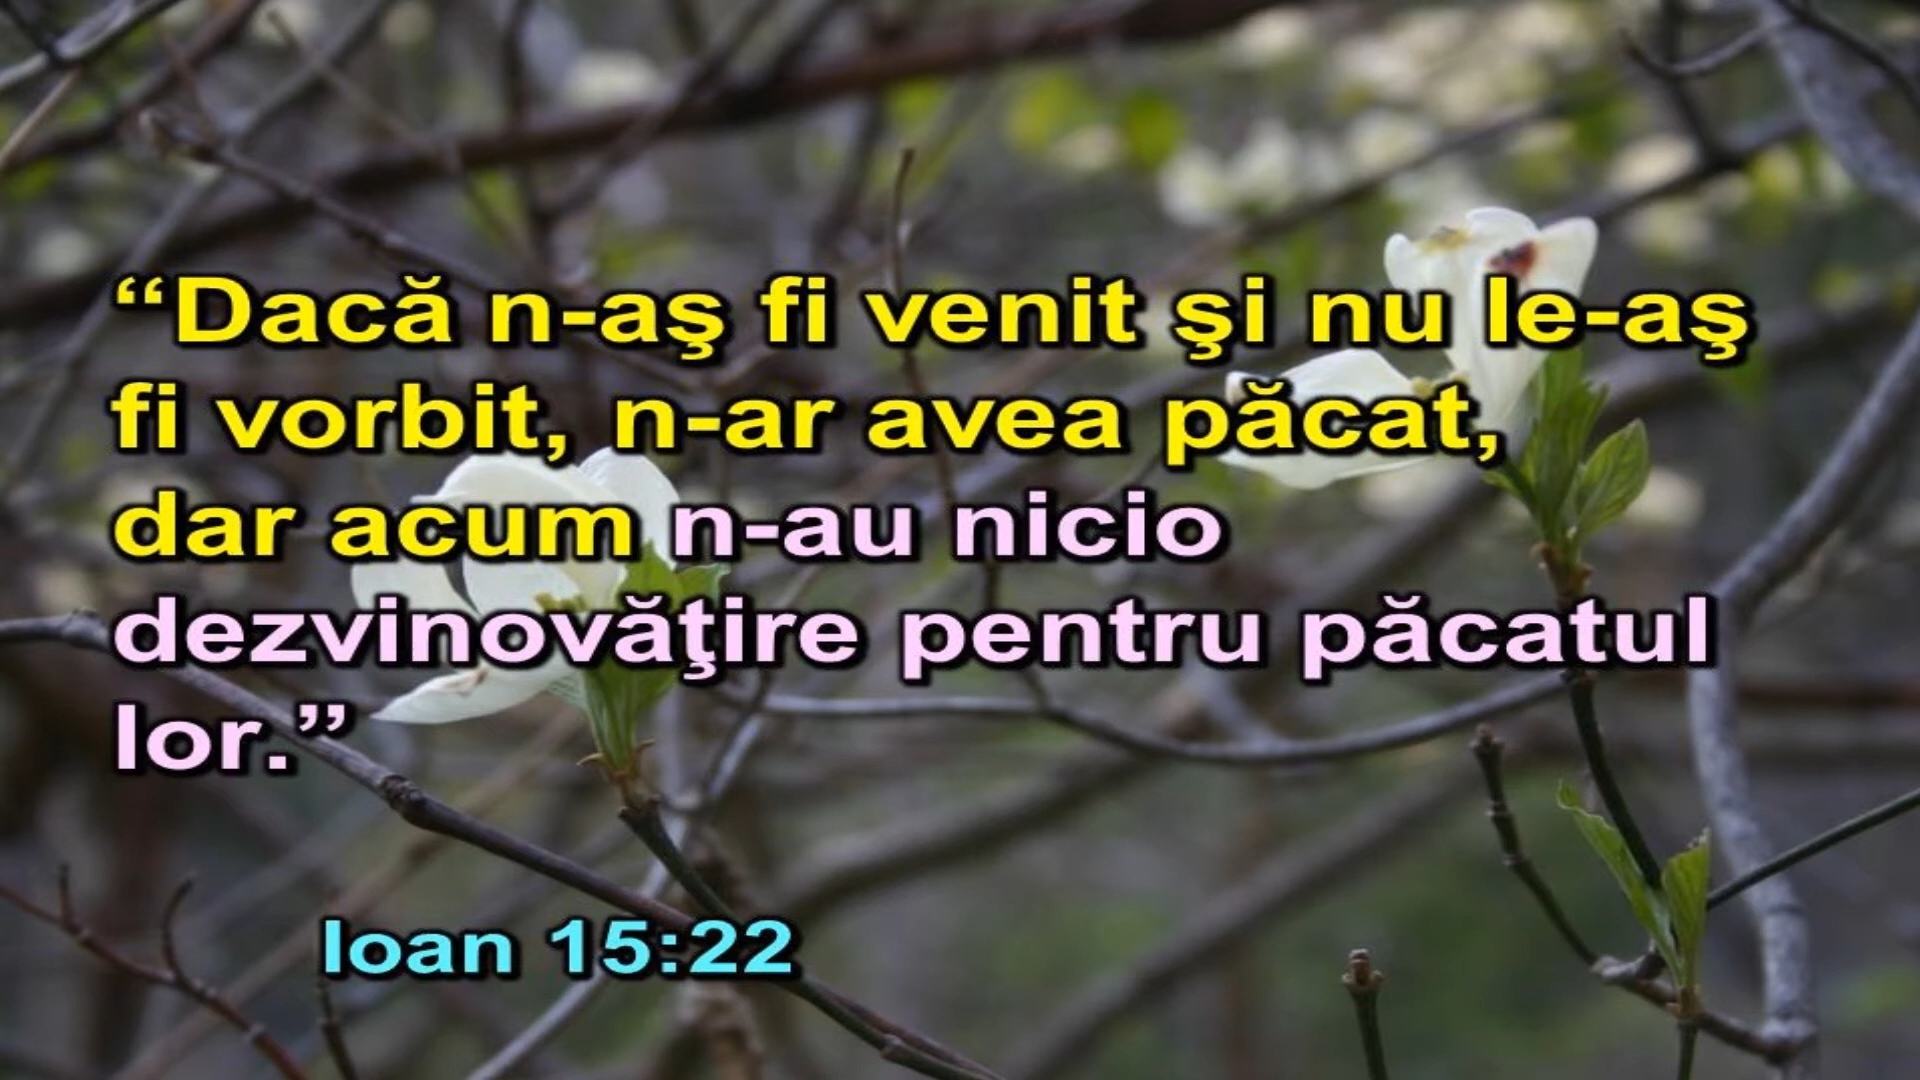 “Dacă n-aş fi venit şi nu le-aş
fi vorbit, n-ar avea păcat,
dar acum n-au nicio
dezvinovăţire pentru păcatul
lor.”
Ioan 15:22